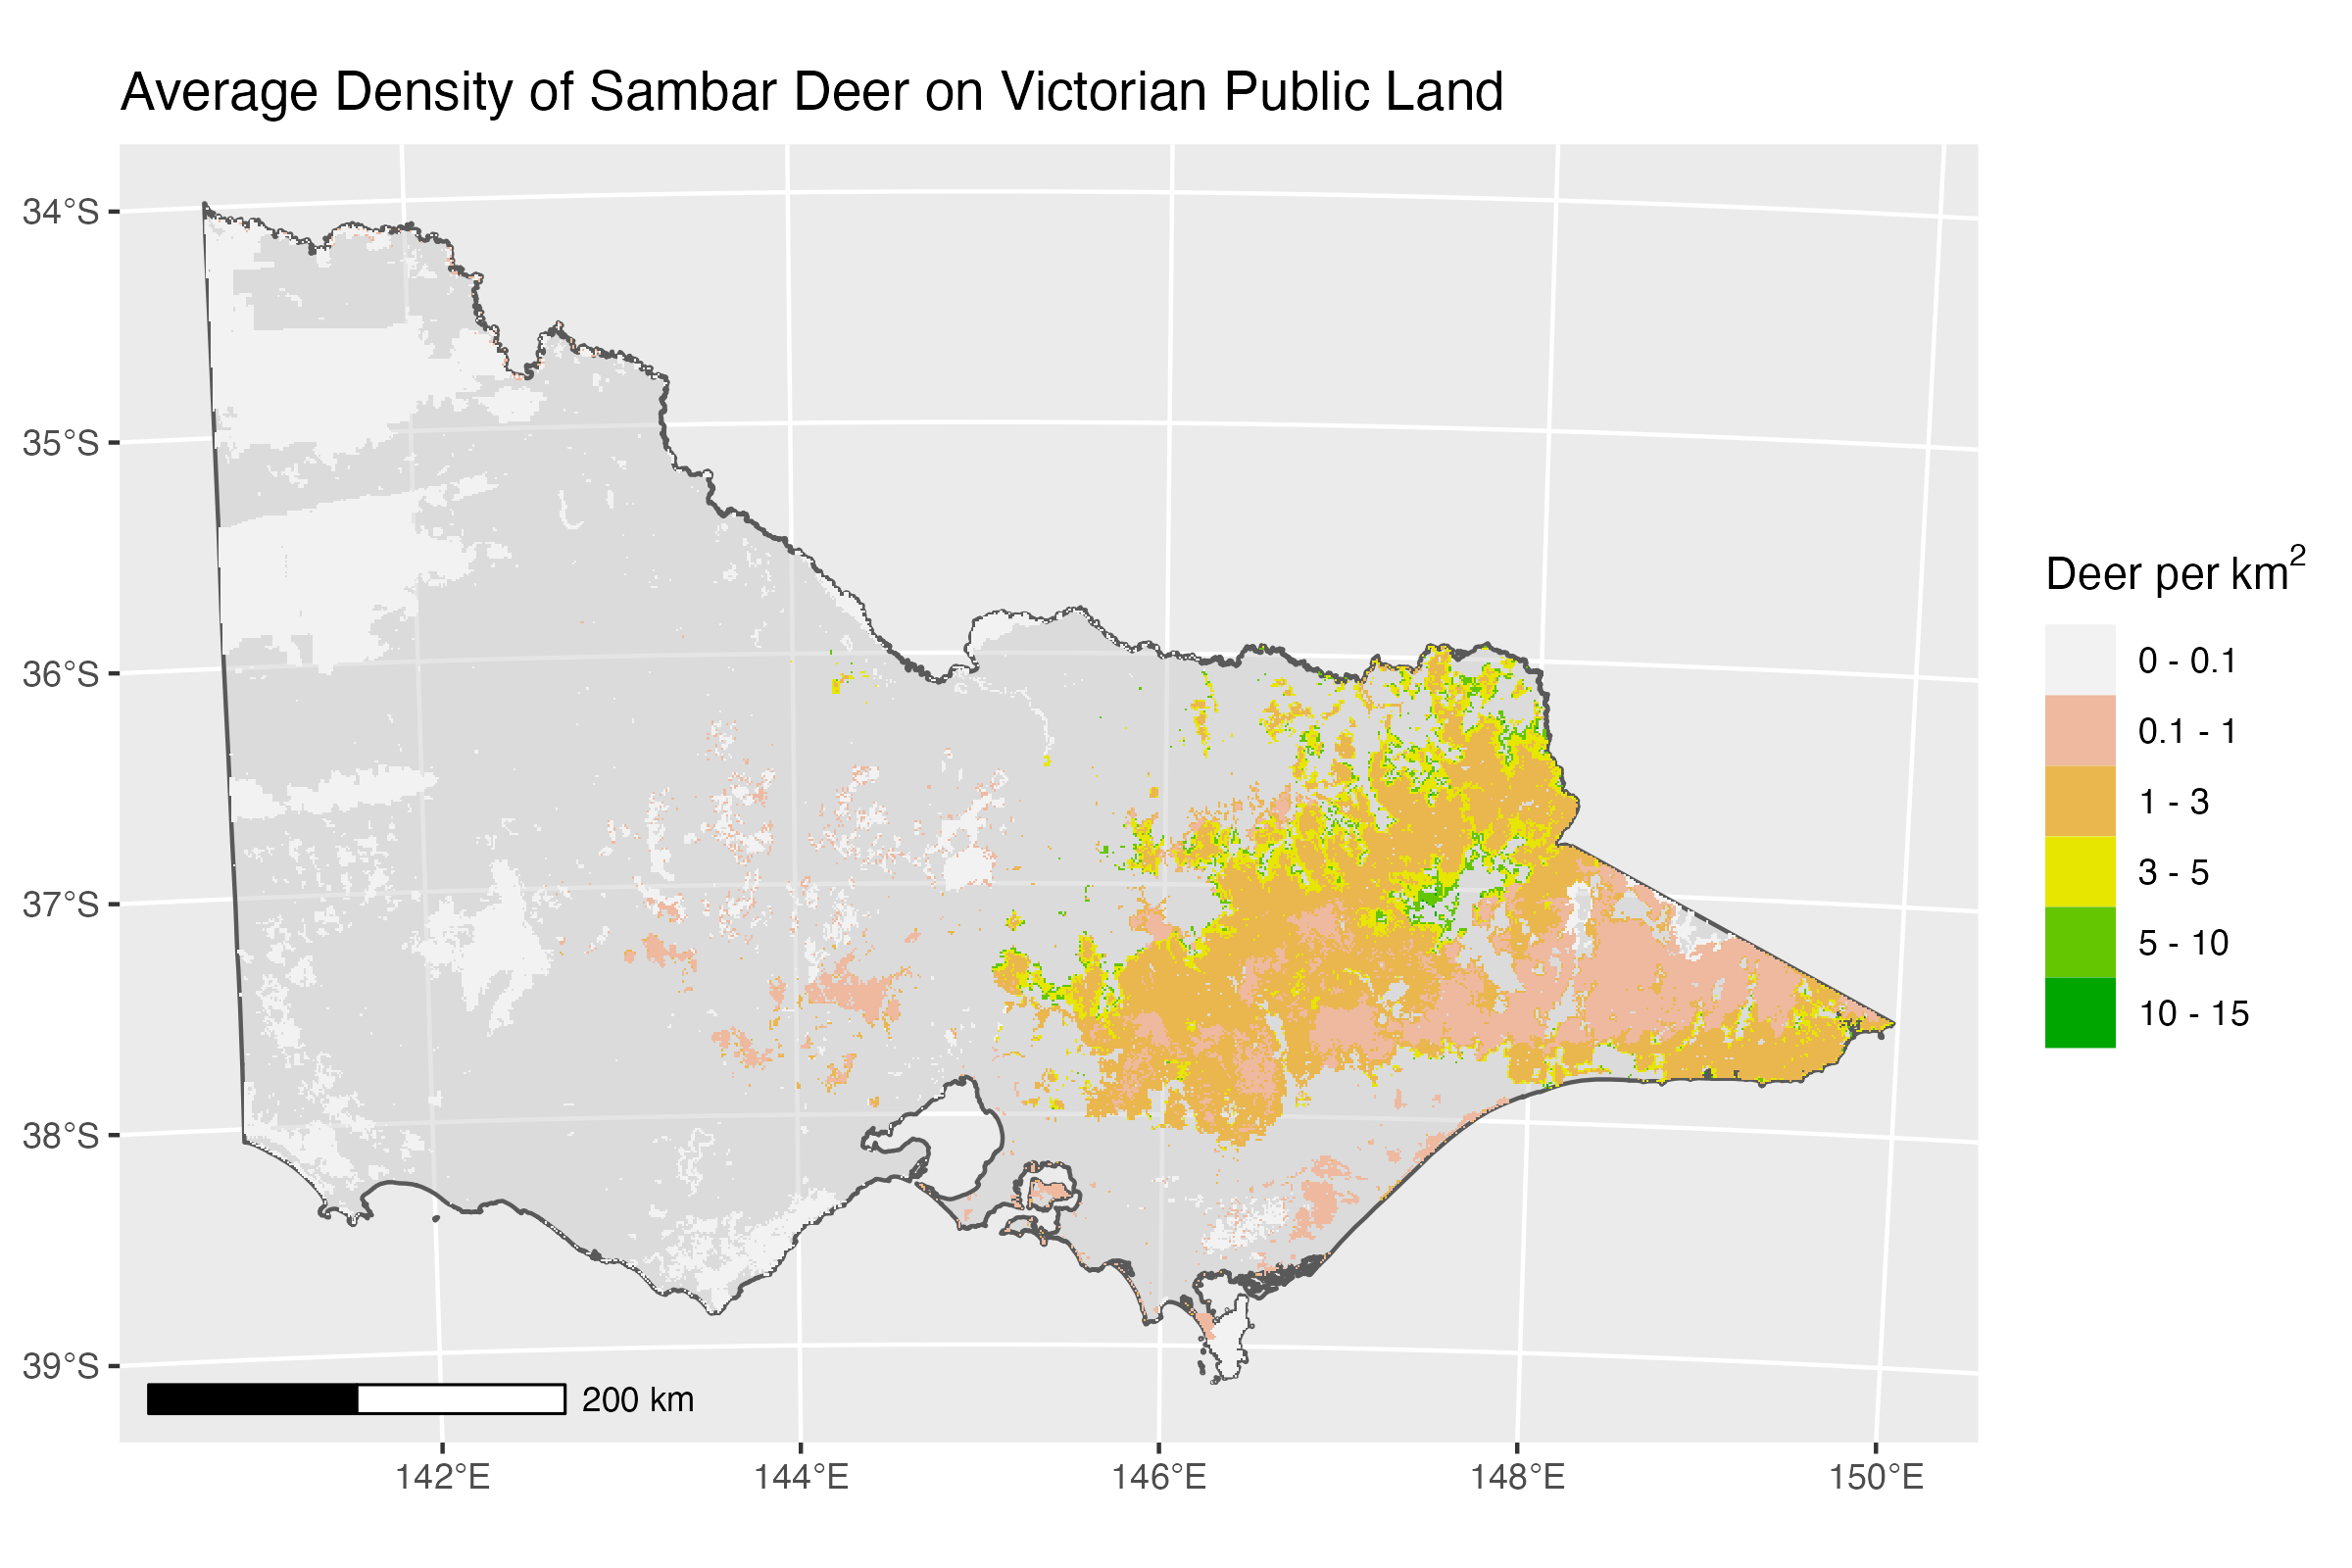 Average Density of Sambar Deer on Victorian Public Land
34°S
35°S
36°S
37°S
38°S
39°S
200 km
142°E
144°E
146°E
148°E
150°E
Deer per km²
0 - 0.1
0.1 - 1
1 - 3
3 - 5
5 - 10
10 - 15